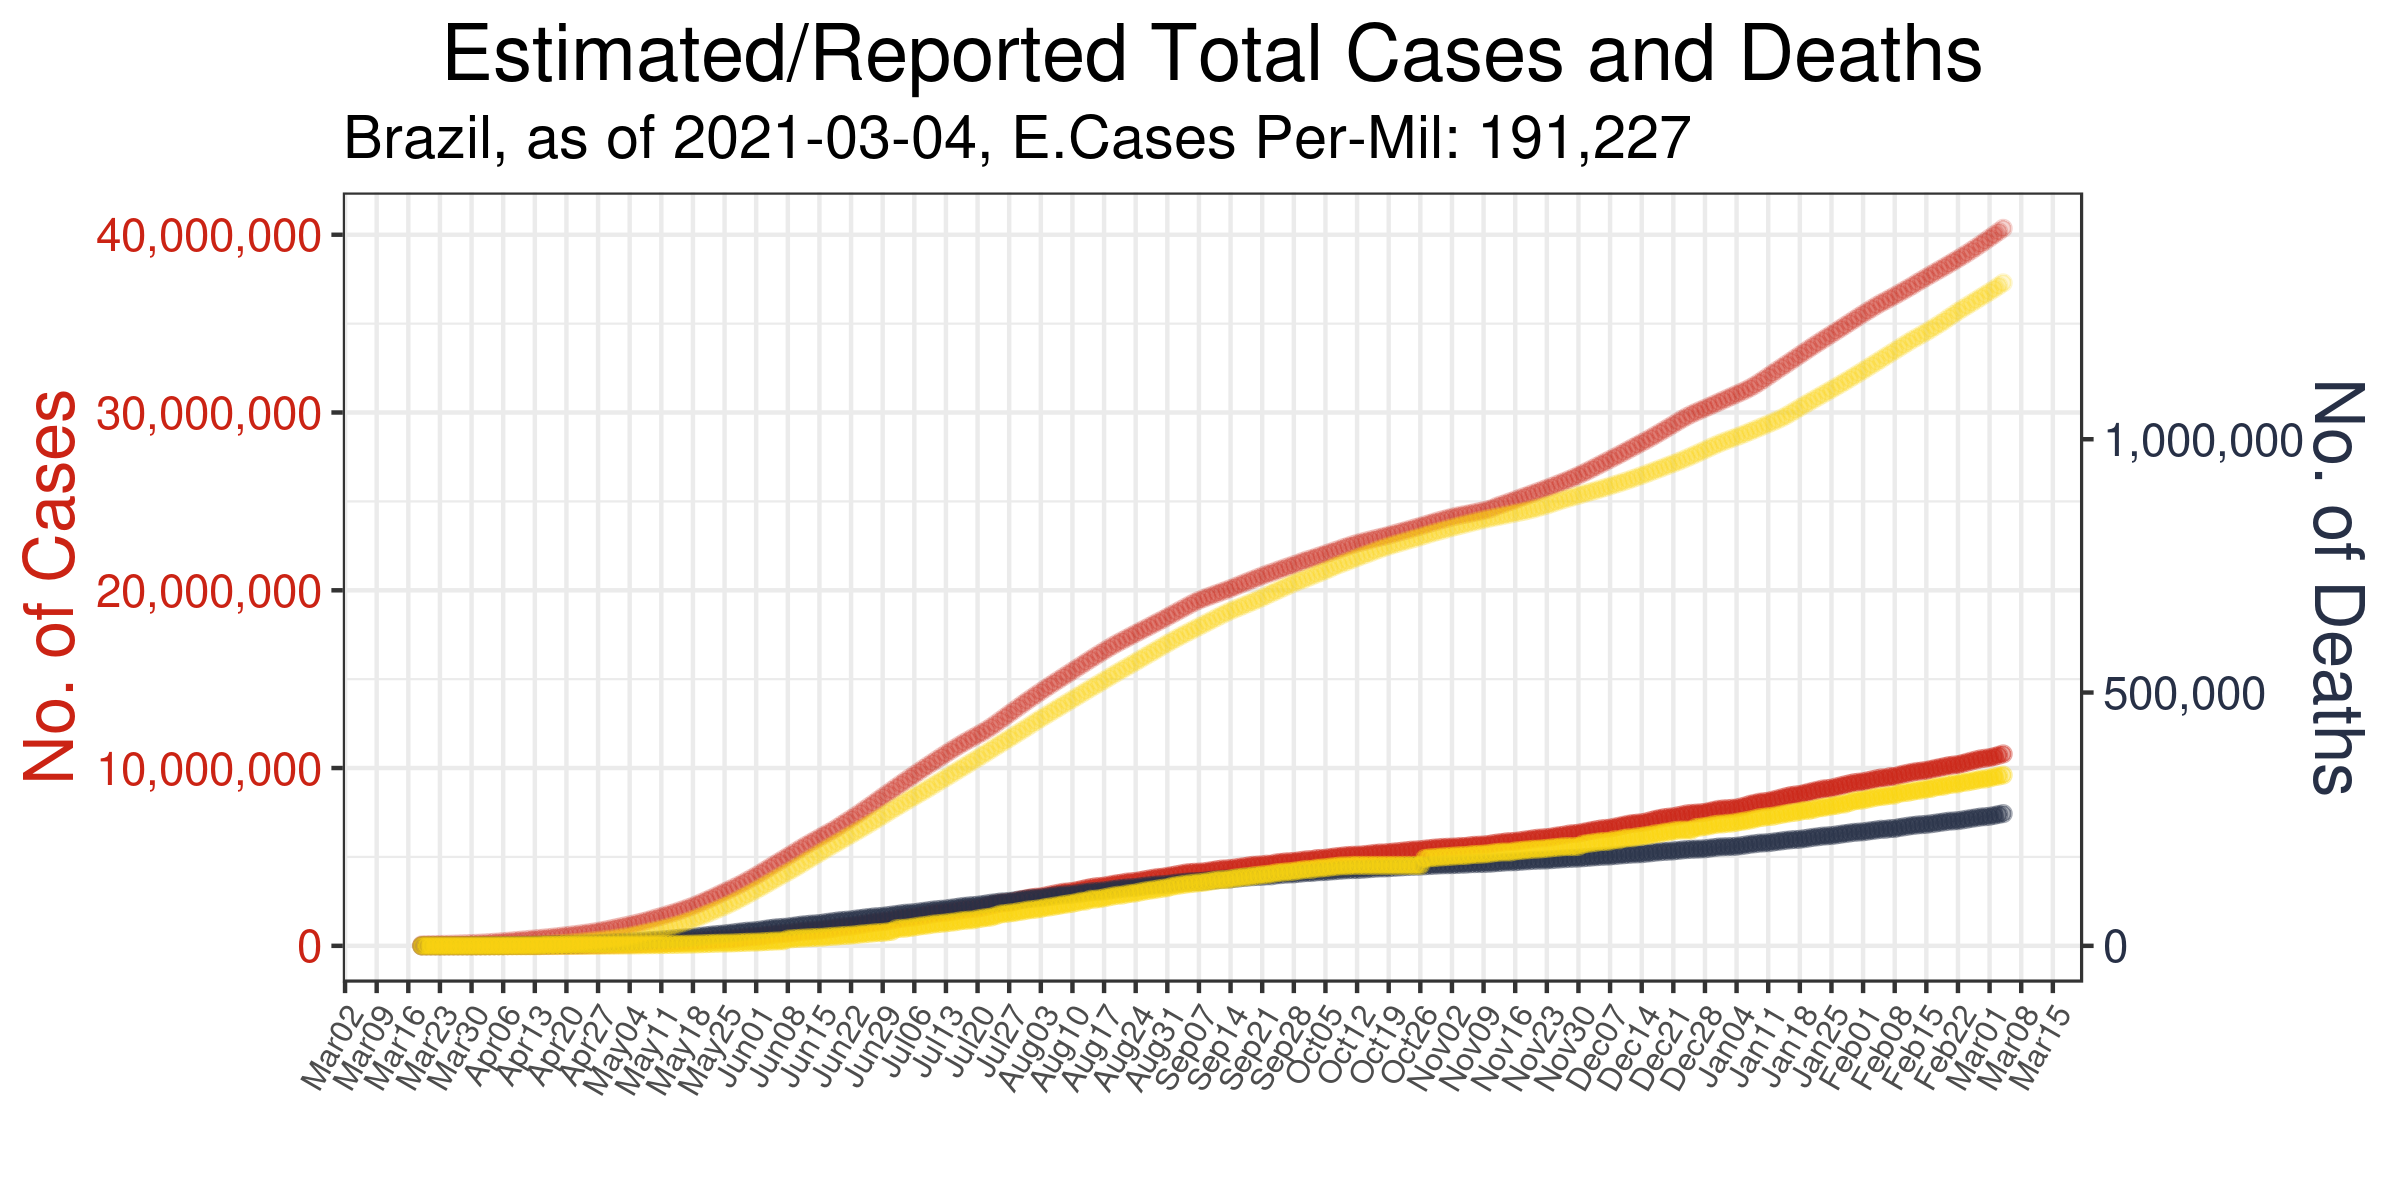 Estimated/Reported Total Cases and Deaths
Brazil, as of 2021-03-04, E.Cases Per-Mil: 191,227
No. of Cases
40,000,000
30,000,000
20,000,000
10,000,000
0
1,000,000
500,000
0
No. of Deaths
Mar02
Mar09
Mar16
Mar23
Mar30
Apr06
Apr13
Apr20
Apr27
May04
May11
May18
May25
Jun01
Jun08
Jun15
Jun22
Jun29
Jul06
Jul13
Jul20
Jul27
Aug03
Aug10
Aug17
Aug24
Aug31
Sep07
Sep14
Sep21
Sep28
Oct05
Oct12
Oct19
Oct26
Nov02
Nov09
Nov16
Nov23
Nov30
Dec07
Dec14
Dec21
Dec28
Jan04
Jan11
Jan18
Jan25
Feb01
Feb08
Feb15
Feb22
Mar01
Mar08
Mar15